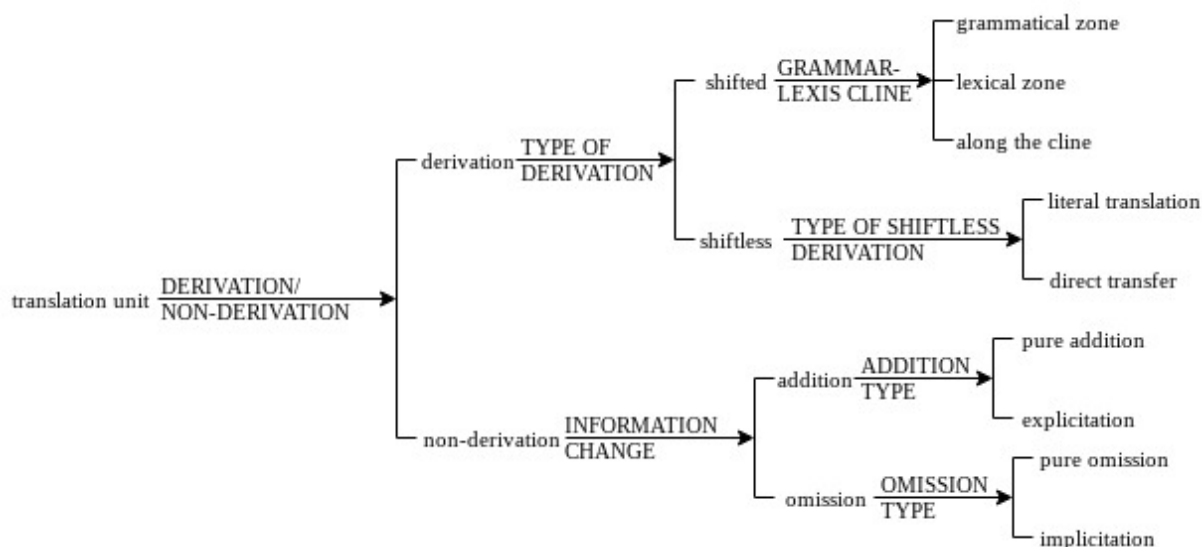 grammatical zone
shifted GRAMMAR-
LEXIS CLINE
lexical zone
along the cline
derivation TYPE OF
DERIVATION
literal translation
shiftless TYPE OF SHIFTLESS
DERIVATION
direct transfer
translation unit DERIVATION/
NON-DERIVATION
pure addition
addition ADDITION
TYPE
explicitation
non-derivation INFORMATION
CHANGE
pure omission
omission OMISSION
TYPE
implicitation